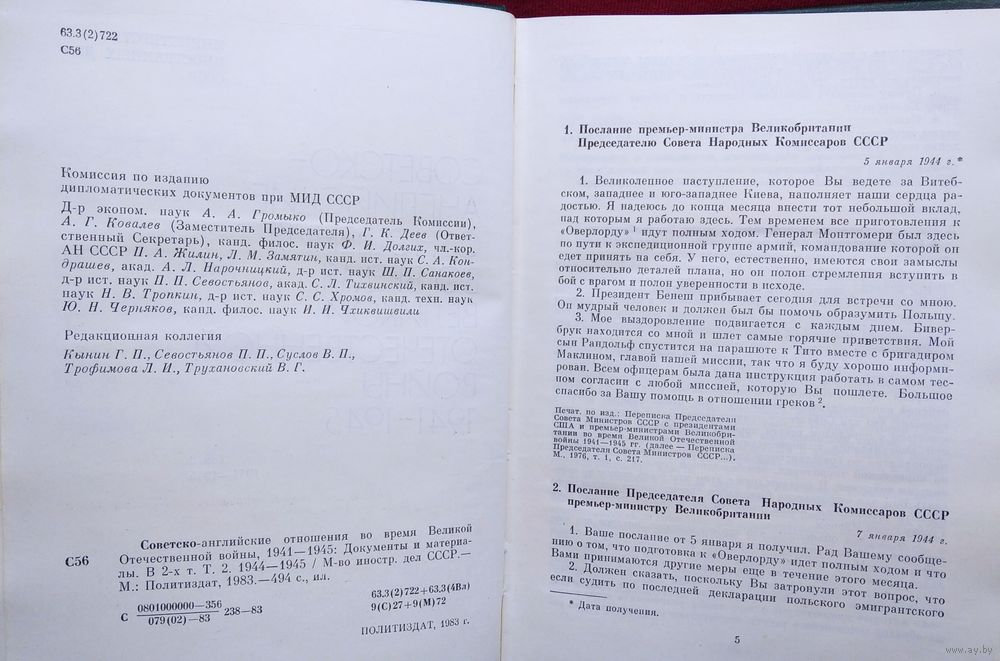 63.3(2)722
С56
Комиссия по изданию
дипломатических документов при МИД СССР
Д-р эконом. наук А. А. Громыко (Председатель Комиссии),
А. Г. Ковалев (Заместитель Председателя), Г. К. Деев (Ответ-
ственный Секретарь), канд. филос. наук Ф. И. Долгих, чл.-кор.
АН СССР П. А. Жилин, Л. М. Замятин, канд. ист. наук С. А. Кон-
драшев, акад. А. Л. Нарочницкий, д-р ист. наук Ш. П. Санакоев,
д-р ист. наук П. П. Севостьянов, акад. С. Л. Тихвинский, канд. ист.
наук Н. В. Тропкин, д-р ист. наук С. С. Хромов, канд. техн. наук
Ю. Н. Черняков, канд. филос. наук И. И. Чхиквишвили
Редакционная коллегия
Кынин Г. П., Севостьянов П. П., Суслов В. П.,
Трофимова Л. И., Трухановский В. Г.
Советско-английские отношения во время Великой
С56 Отечественной войны, 1941—1945: Документы и материа-
лы. В 2-х т. Т. 2. 1944—1945 / М-во иностр. дел СССР.—
М.: Политиздат, 1983.—494 с., ил.
С 0801000000—356 238—83
079(02)—83
63.3(2)722+63.3(4Вл)
9(С)27+9(М)72
ПОЛИТИЗДАТ, 1983 г.
1. Послание премьер-министра Великобритании
Председателю Совета Народных Комиссаров СССР
5 января 1944 г.*
1. Великолепное наступление, которое Вы ведете за Витеб-
ском, западнее и юго-западнее Киева, наполняет наши сердца ра-
достью. Я надеюсь до конца месяца внести тот небольшой вклад,
над которым я работаю здесь. Тем временем все приготовления к
«Оверлорду» 1 идут полным ходом. Генерал Монтгомери был здесь
по пути к экспедиционной группе армий, командование которой он
едет принять на себя. У него, естественно, имеются свои замыслы
относительно деталей плана, но он полон стремления вступить в
бой с врагом и полон уверенности в исходе.
2. Президент Бенеш прибывает сегодня для встречи со мною.
Он мудрый человек и должен был бы помочь образумить Польшу.
3. Мое выздоровление подвигается с каждым днем. Бивер-
брук находится со мной и шлет самые горячие приветствия. Мой
сын Рандольф спустится на парашюте к Тито вместе с бригадиром
Маклином, главой нашей миссии, так что я буду хорошо информи-
рован. Всем офицерам была дана инструкция работать в самом тес-
ном согласии с любой миссией, которую Вы пошлете. Большое
спасибо за Вашу помощь в отношении греков 2.
Печат. по изд.: Переписка Председателя
Совета Министров СССР с президентами
США и премьер-министрами Великобри-
тании во время Великой Отечественной
войны 1941—1945 гг. (далее — Переписка
Председателя Совета Министров СССР...).
М., 1976, т. 1, с. 217.
2. Послание Председателя Совета Народных Комиссаров СССР
премьер-министру Великобритании
7 января 1944 г.
1. Ваше послание от 5 января я получил. Рад Вашему сообще-
нию о том, что подготовка к «Оверлорду» идет полным ходом и что
Вами принимаются другие меры еще в течение этого месяца.
2. Должен сказать, поскольку Вы затронули этот вопрос, что
если судить по последней декларации польского эмигрантского
* Дата получения.
5
www.ay.by